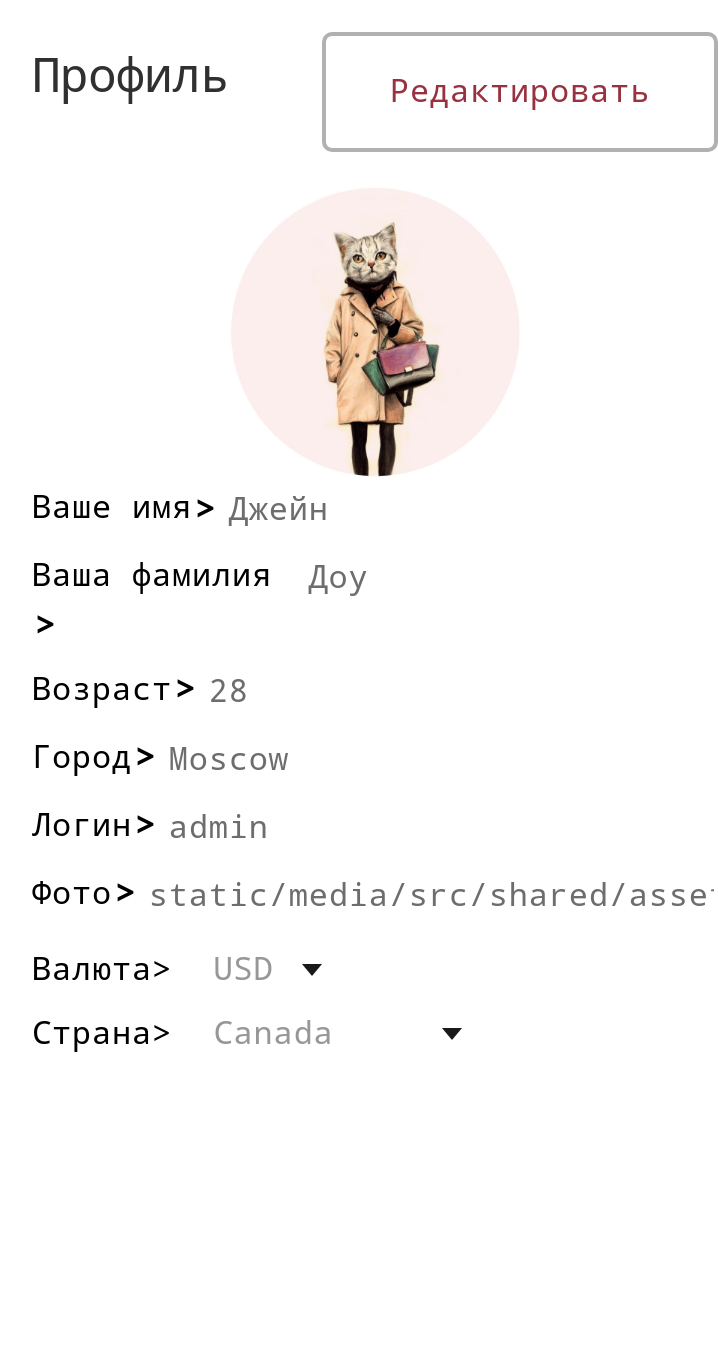 Профиль
Редактировать
Ваше имя> Джейн
Ваша фамилия Доу
>
Возраст> 28
Город> Moscow
Логин> admin
Фото> static/media/src/shared/asse
Валюта> USD
Страна> Canada